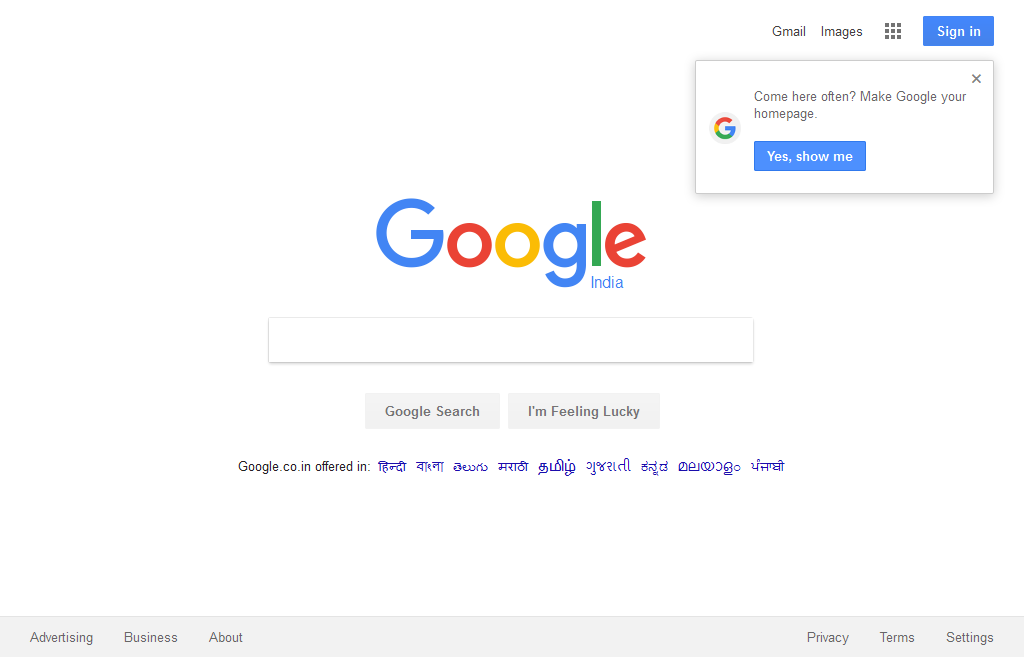 Gmail Images Sign in
Come here often? Make Google your
homepage.
Yes, show me
Google
India
Google Search I'm Feeling Lucky
Google.co.in offered in: हिन्दी বাংলা తెలుగు मराठी தமிழ் ગુજરાતી ಕನ್ನಡ മലയാളം ਪੰਜਾਬੀ
Advertising Business About Privacy Terms Settings